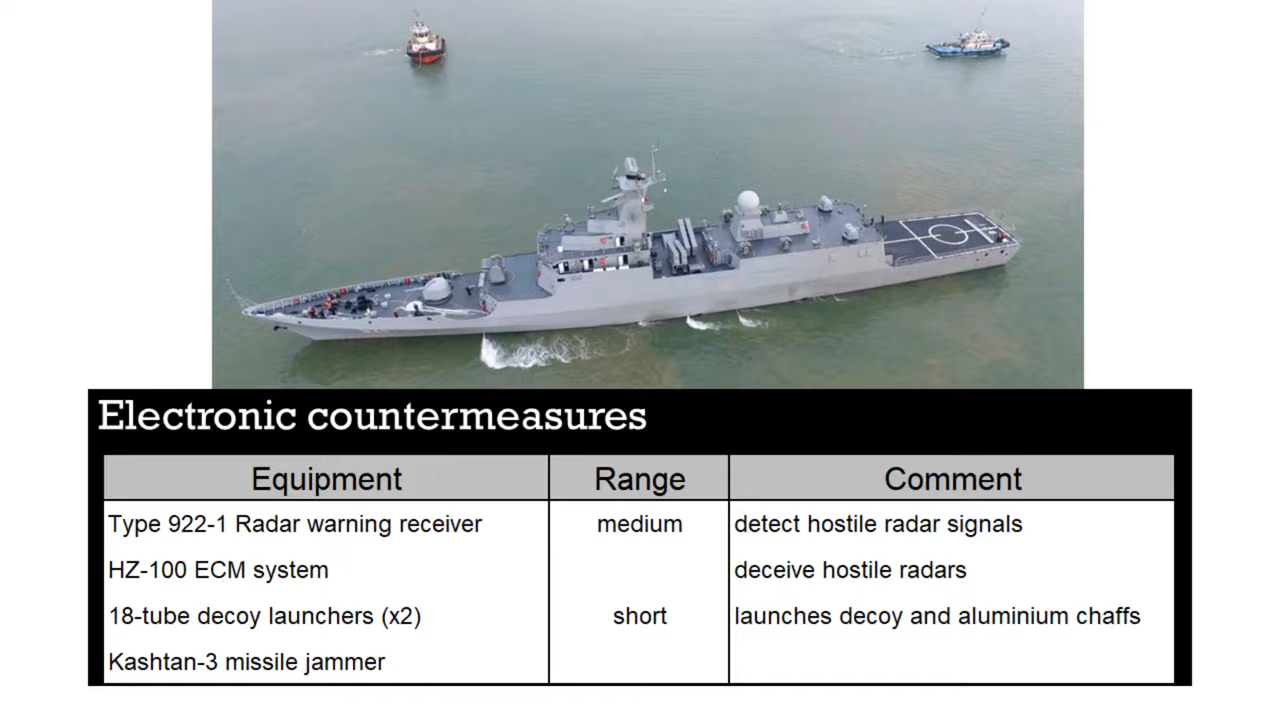 Electronic countermeasures
Equipment Range Comment
Type 922-1 Radar warning receiver medium detect hostile radar signals
HZ-100 ECM system deceive hostile radars
18-tube decoy launchers (x2) short launches decoy and aluminium chaffs
Kashtan-3 missile jammer